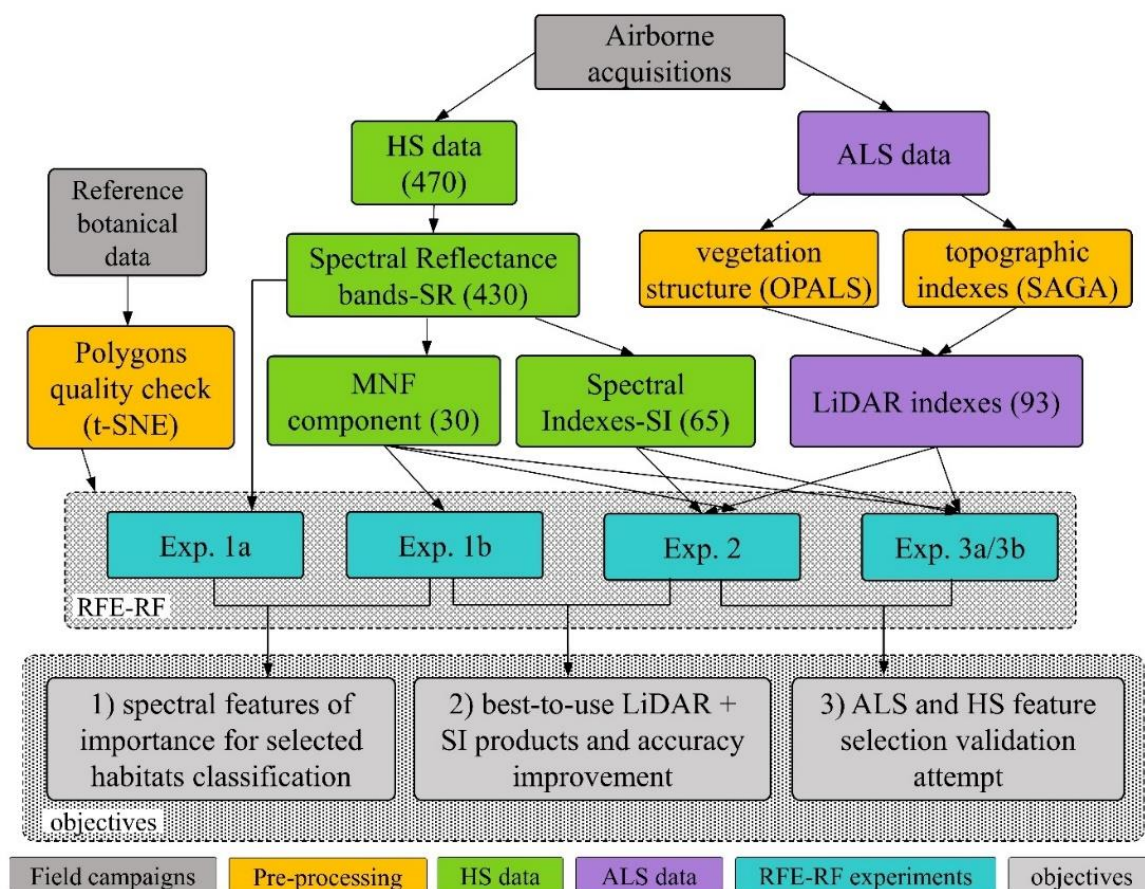 Airborne
acquisitions
HS data
(470)
ALS data
Reference
botanical
data
Spectral Reflectance
bands-SR (430)
vegetation
structure (OPALS)
topographic
indexes (SAGA)
Polygons
quality check
(t-SNE)
MNF
component (30)
Spectral
Indexes-SI (65)
LiDAR indexes (93)
Exp. 1a
Exp. 1b
Exp. 2
Exp. 3a/3b
RFE-RF
1) spectral features of
importance for selected
habitats classification
2) best-to-use LiDAR +
SI products and accuracy
improvement
3) ALS and HS feature
selection validation
attempt
objectives
Field campaigns
Pre-processing
HS data
ALS data
RFE-RF experiments
objectives